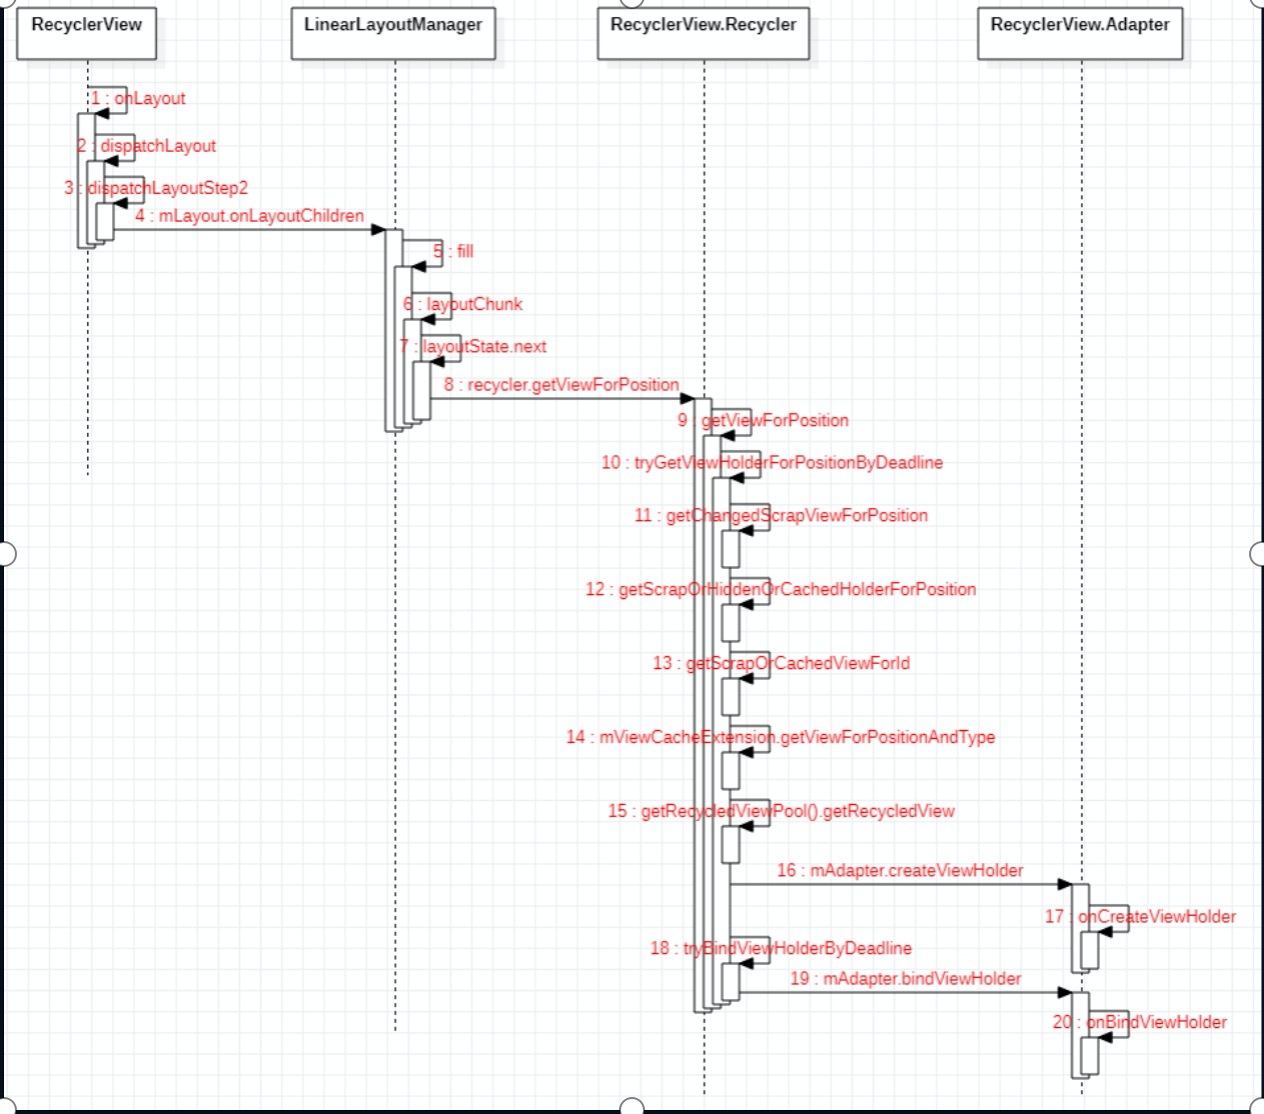 RecyclerView
LinearLayoutManager
RecyclerView.Recycler
RecyclerView.Adapter
1 : onLayout
2 : dispatchLayout
3 : dispatchLayoutStep2
4 : mLayout.onLayoutChildren
5 : fill
6 : layoutChunk
7 : layoutState.next
8 : recycler.getViewForPosition
9 : getViewForPosition
10 : tryGetViewHolderForPositionByDeadline
11 : getChangedScrapViewForPosition
12 : getScrapOrHiddenOrCachedHolderForPosition
13 : getScrapOrCachedViewForId
14 : mViewCacheExtension.getViewForPositionAndType
15 : getRecycledViewPool().getRecycledView
16 : mAdapter.createViewHolder
17 : onCreateViewHolder
18 : tryBindViewHolderByDeadline
19 : mAdapter.bindViewHolder
20 : onBindViewHolder